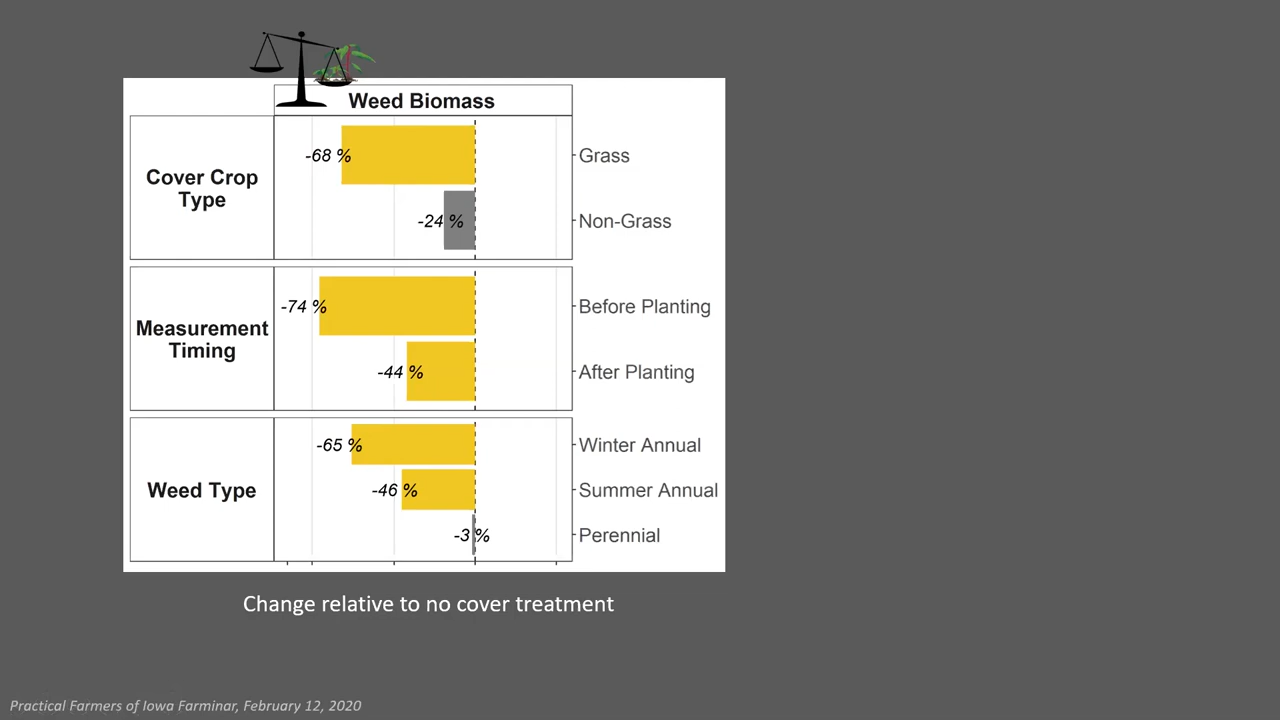 Weed Biomass
Cover Crop
Type
-68 %
Grass
-24 %
Non-Grass
Measurement
Timing
-74 %
Before Planting
-44 %
After Planting
Weed Type
-65 %
Winter Annual
-46 %
Summer Annual
-3 %
Perennial
Change relative to no cover treatment
Practical Farmers of Iowa Farminar, February 12, 2020